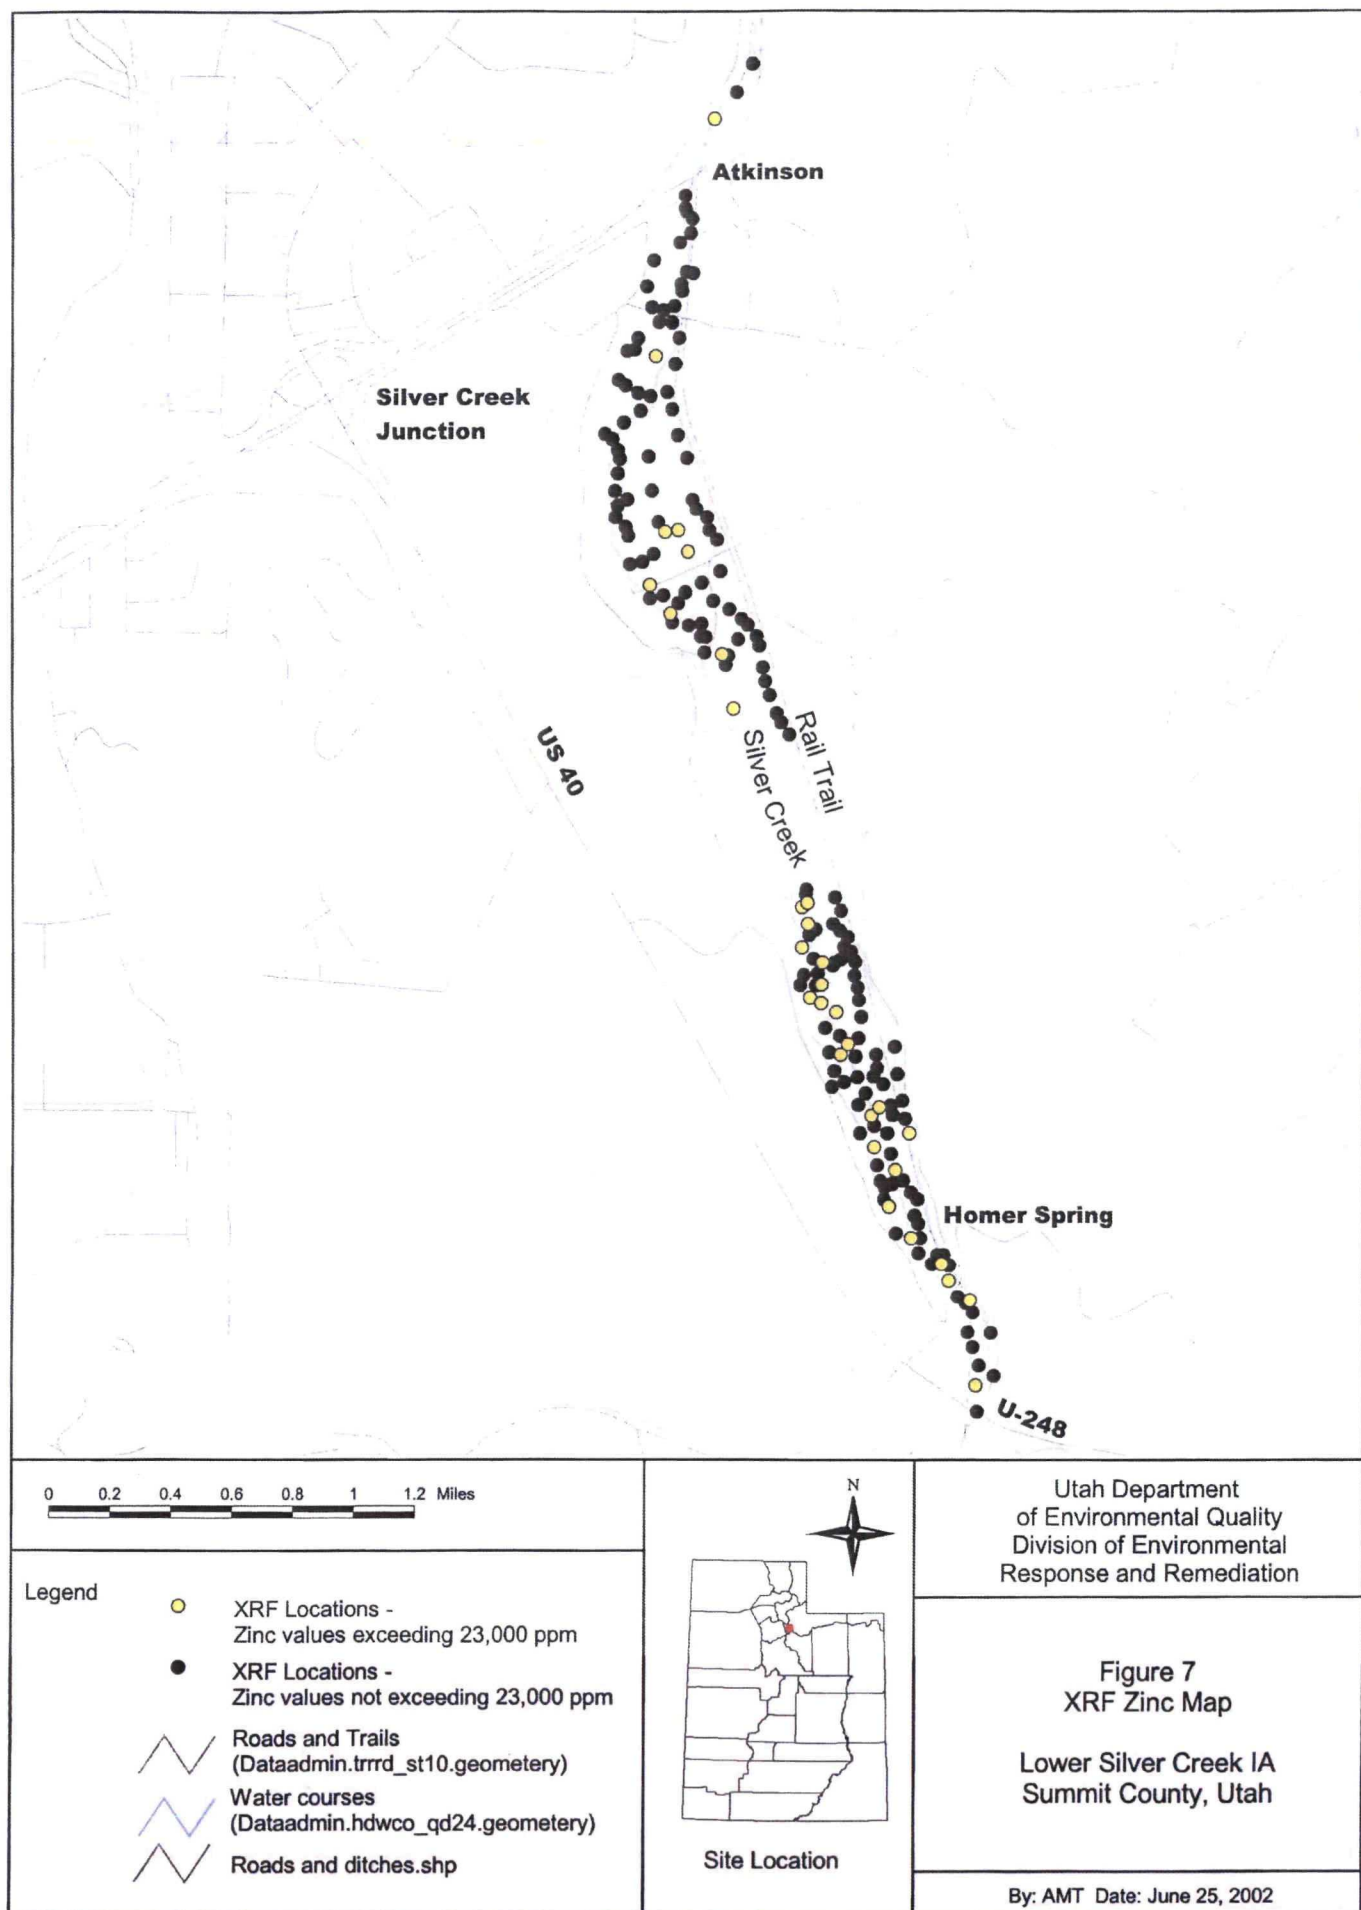 Atkinson
Silver Creek
Junction
US 40
Rail Trail
Silver Creek
Homer Spring
U-248
0 0.2 0.4 0.6 0.8 1 1.2 Miles
Legend
XRF Locations -
Zinc values exceeding 23,000 ppm
XRF Locations -
Zinc values not exceeding 23,000 ppm
Roads and Trails
(Dataadmin.trrrd_st10.geometery)
Water courses
(Dataadmin.hdwco_qd24.geometery)
Roads and ditches.shp
N
Site Location
Utah Department
of Environmental Quality
Division of Environmental
Response and Remediation
Figure 7
XRF Zinc Map
Lower Silver Creek IA
Summit County, Utah
By: AMT Date: June 25, 2002